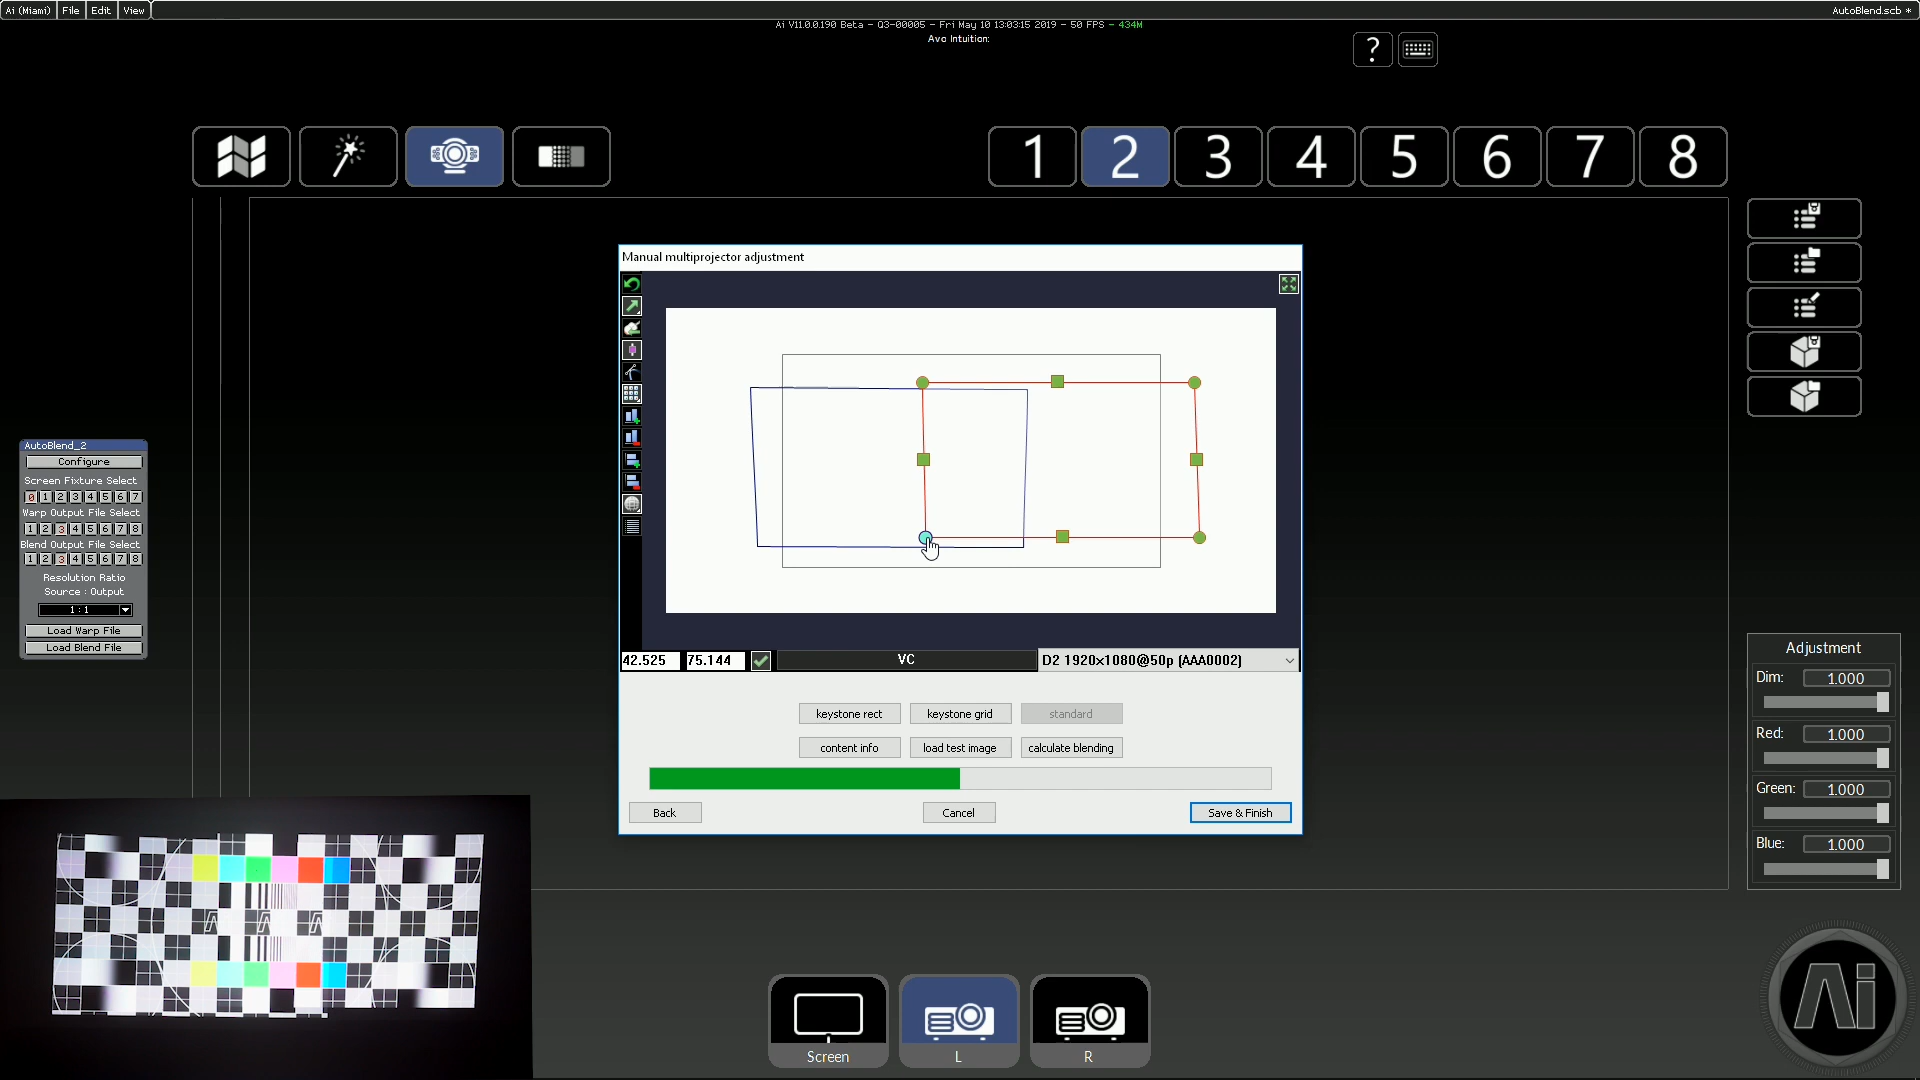 Ai (Miami) File Edit View
AutoBlend.scb *
Ai V11.0.0.190 Beta - Q3-00005 - Fri May 10 13:03:15 2019 - 50 FPS - 434M
Avo Intuition:
?
1 2 3 4 5 6 7 8
Manual multiprojector adjustment
AutoBlend_2
Configure
Screen Fixture Select
0 1 2 3 4 5 6 7
Warp Output File Select
1 2 3 4 5 6 7 8
Blend Output File Select
1 2 3 4 5 6 7 8
Resolution Ratio
Source : Output
1 : 1
Load Warp File
Load Blend File
42.525 75.144 VC D2 1920x1080@50p (AAA0002)
keystone rect keystone grid standard
content info load test image calculate blending
Back Cancel Save & Finish
Adjustment
Dim: 1.000
Red: 1.000
Green: 1.000
Blue: 1.000
Screen L R
Ai